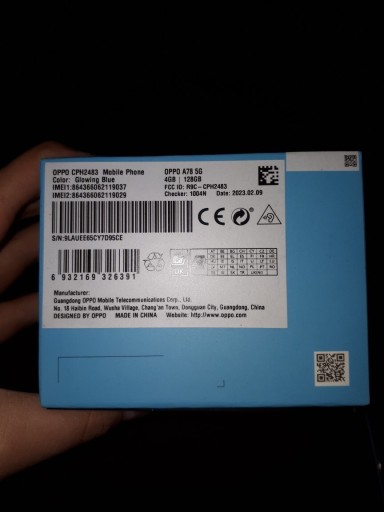 OPPO CPH2483 Mobile Phone
Color: Glowing Blue
IMEI1:864366062119037
IMEI2:864366062119029
OPPO A78 5G
4GB | 128GB
FCC ID: R9C-CPH2483
Checker: 1004N Date: 2023.02.09
S/N:9LAUEE65CY7D95CE
6 932169 326391
Manufacturer:
Guangdong OPPO Mobile Telecommunications Corp., Ltd.
No. 18 Haibin Road, Wusha Village, Chang'an Town, Dongguan City, Guangdong, China
DESIGNED BY OPPO MADE IN CHINA Website: http://www.oppo.com